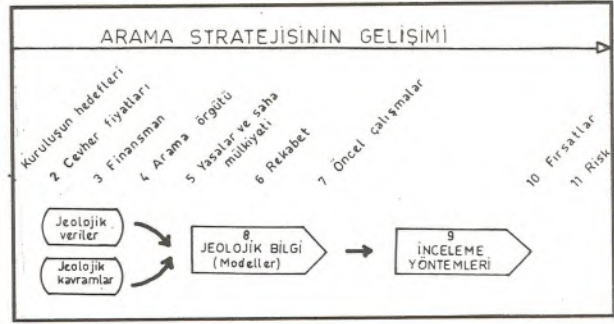 ARAMA STRATEJİSİNİN GELİŞİMİ
Kuruluşun hedefleri
2 Cevher fiyatları
3 Finansman
4 Arama örgütü
5 Yasalar ve saha
mülkiyeti
6 Rekabet
7 Öncel çalışmalar
10 Fırsatlar
11 Risk
Jeolojik
veriler
Jeolojik
kavramlar
8
JEOLOJİK BİLGİ
(Modeller)
9
İNCELEME
YÖNTEMLERİ